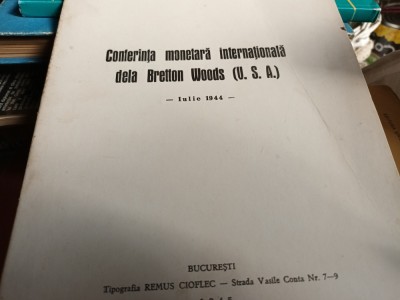 Conferința monetară internațională
dela Bretton Woods (U. S. A.)
— Iulie 1944 —
BUCUREȘTI
Tipografia REMUS CIOFLEC — Strada Vasile Conta Nr. 7—9